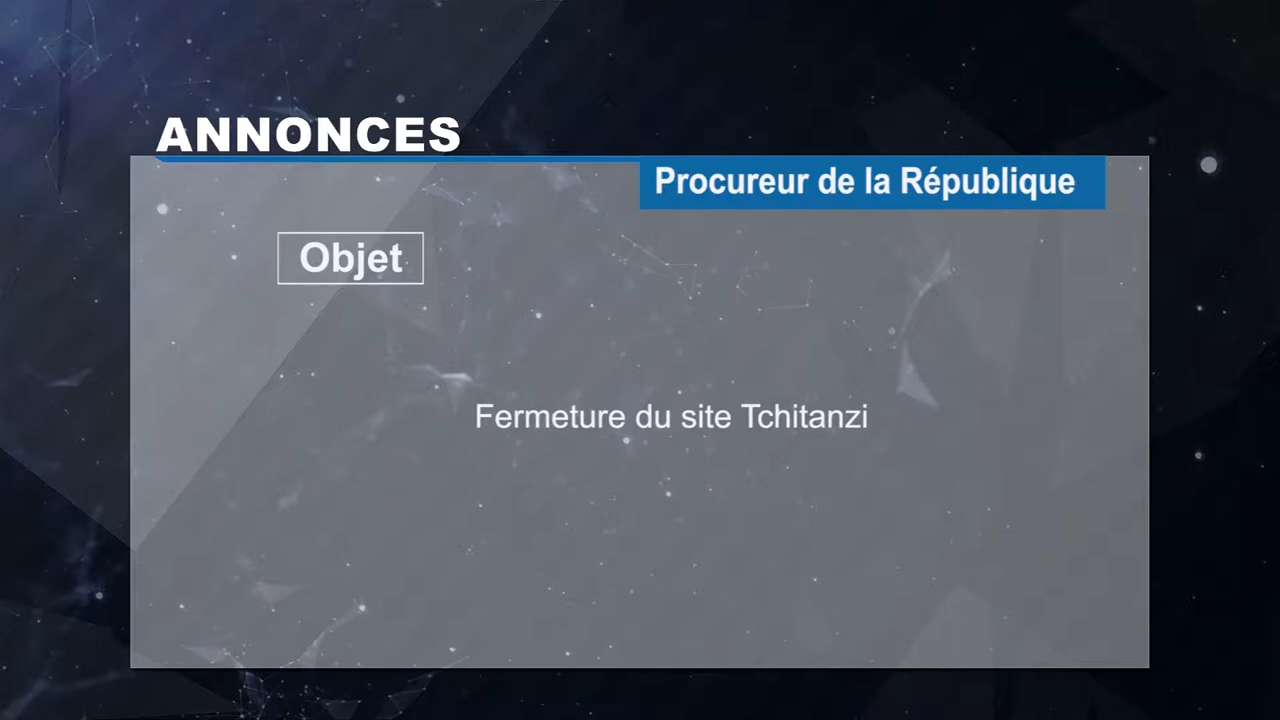 ANNONCES
Procureur de la République
Objet
Fermeture du site Tchitanzi